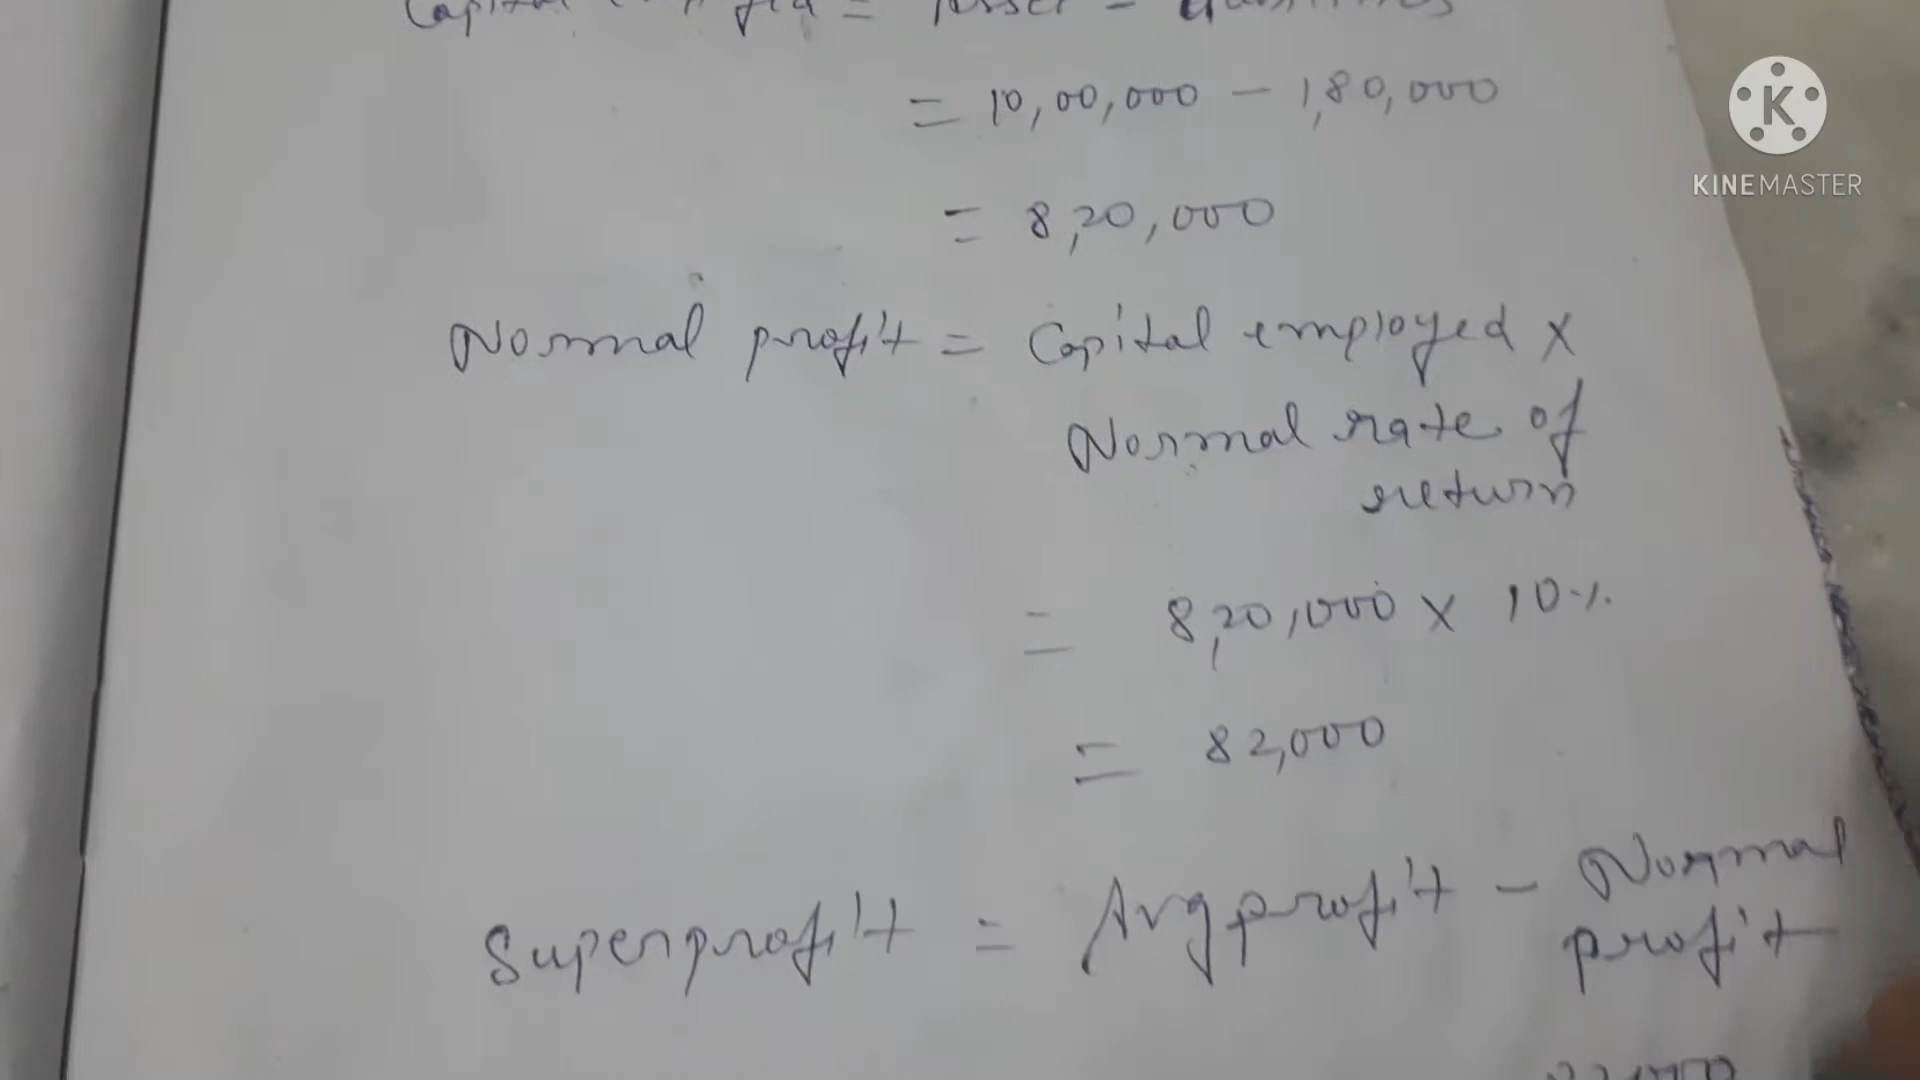 Capital =
= 10,00,000 - 1,80,000
= 8,20,000
Normal profit = Capital employed x
Normal rate of
return
= 8,20,000 x 10%
= 82,000
Superprofit = Avg profit - Normal
profit
K
KINEMASTER